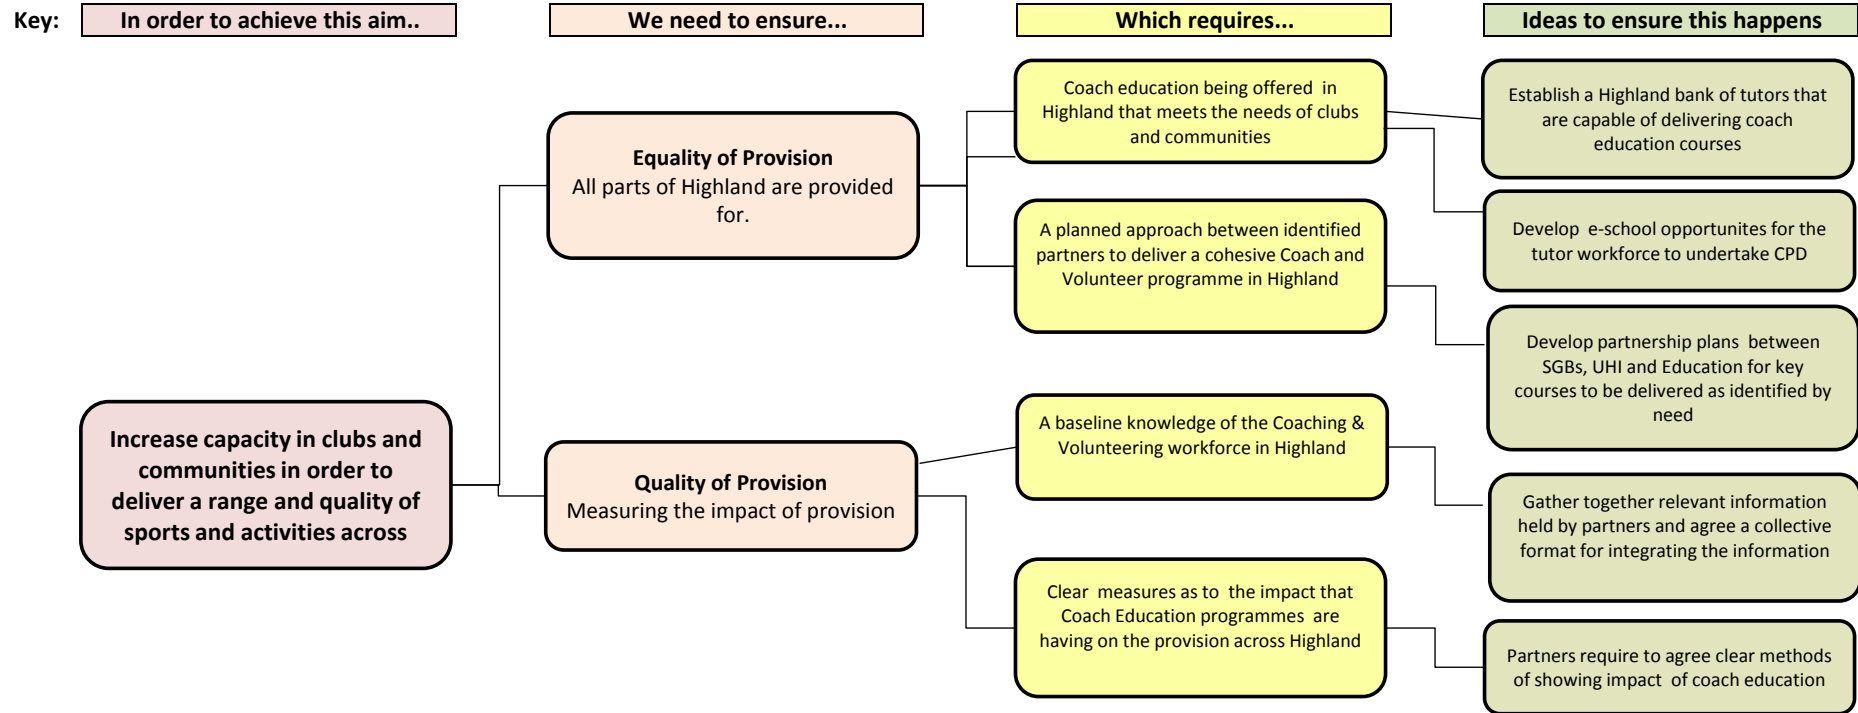 Key:
In order to achieve this aim..
We need to ensure...
Which requires...
Ideas to ensure this happens
Increase capacity in clubs and
communities in order to
deliver a range and quality of
sports and activities across
Equality of Provision
All parts of Highland are provided
for.
Quality of Provision
Measuring the impact of provision
Coach education being offered in
Highland that meets the needs of clubs
and communities
A planned approach between identified
partners to deliver a cohesive Coach and
Volunteer programme in Highland
A baseline knowledge of the Coaching &
Volunteering workforce in Highland
Clear measures as to the impact that
Coach Education programmes are
having on the provision across Highland
Establish a Highland bank of tutors that
are capable of delivering coach
education courses
Develop e-school opportunites for the
tutor workforce to undertake CPD
Develop partnership plans between
SGBs, UHI and Education for key
courses to be delivered as identified by
need
Gather together relevant information
held by partners and agree a collective
format for integrating the information
Partners require to agree clear methods
of showing impact of coach education